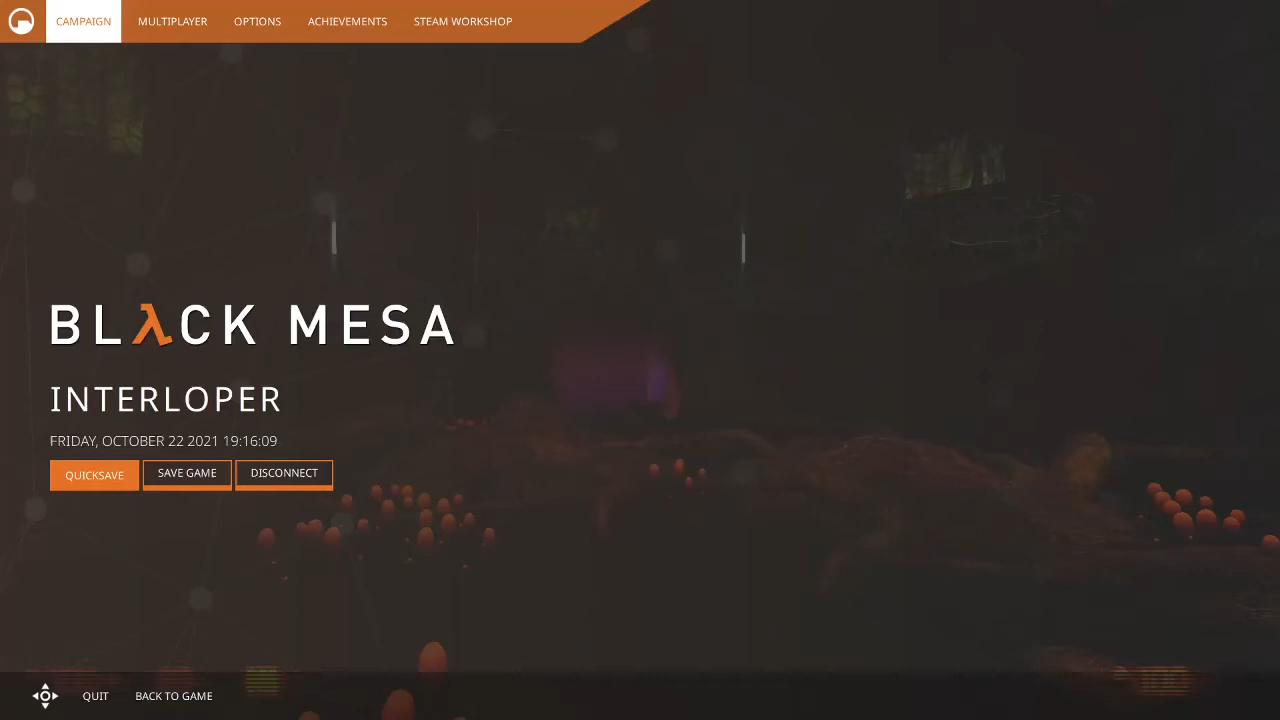 CAMPAIGN MULTIPLAYER OPTIONS ACHIEVEMENTS STEAM WORKSHOP
BLλCK MESA
INTERLOPER
FRIDAY, OCTOBER 22 2021 19:16:09
QUICKSAVE SAVE GAME DISCONNECT
QUIT BACK TO GAME